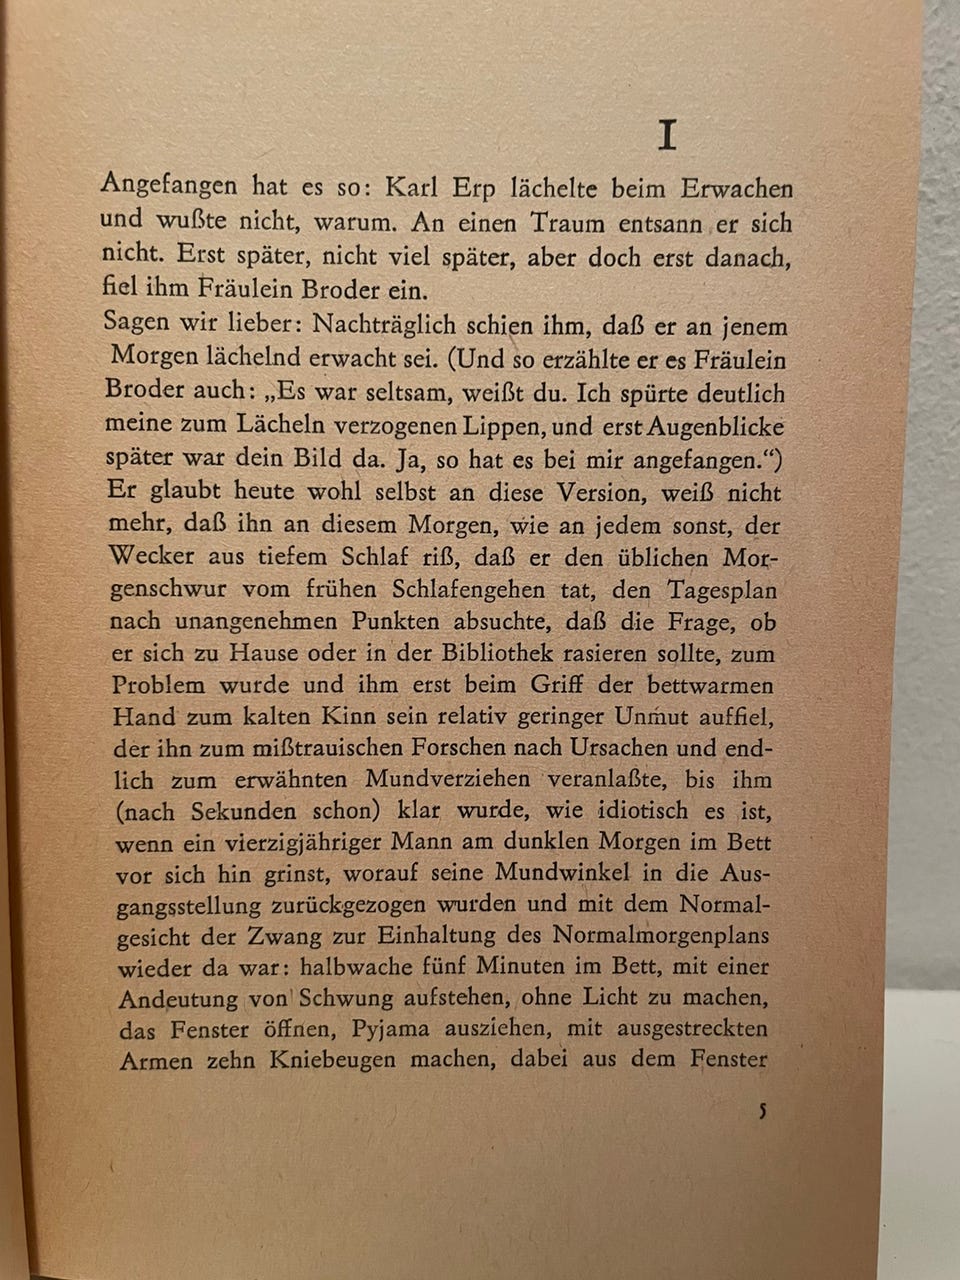 I
Angefangen hat es so: Karl Erp lächelte beim Erwachen
und wußte nicht, warum. An einen Traum entsann er sich
nicht. Erst später, nicht viel später, aber doch erst danach,
fiel ihm Fräulein Broder ein.
Sagen wir lieber: Nachträglich schien ihm, daß er an jenem
Morgen lächelnd erwacht sei. (Und so erzählte er es Fräulein
Broder auch: „Es war seltsam, weißt du. Ich spürte deutlich
meine zum Lächeln verzogenen Lippen, und erst Augenblicke
später war dein Bild da. Ja, so hat es bei mir angefangen.“)
Er glaubt heute wohl selbst an diese Version, weiß nicht
mehr, daß ihn an diesem Morgen, wie an jedem sonst, der
Wecker aus tiefem Schlaf riß, daß er den üblichen Mor-
genschwur vom frühen Schlafengehen tat, den Tagesplan
nach unangenehmen Punkten absuchte, daß die Frage, ob
er sich zu Hause oder in der Bibliothek rasieren sollte, zum
Problem wurde und ihm erst beim Griff der bettwarmen
Hand zum kalten Kinn sein relativ geringer Unmut auffiel,
der ihn zum mißtrauischen Forschen nach Ursachen und end-
lich zum erwähnten Mundverziehen veranlaßte, bis ihm
(nach Sekunden schon) klar wurde, wie idiotisch es ist,
wenn ein vierzigjähriger Mann am dunklen Morgen im Bett
vor sich hin grinst, worauf seine Mundwinkel in die Aus-
gangsstellung zurückgezogen wurden und mit dem Normal-
gesicht der Zwang zur Einhaltung des Normalmorgenplans
wieder da war: halbwache fünf Minuten im Bett, mit einer
Andeutung von Schwung aufstehen, ohne Licht zu machen,
das Fenster öffnen, Pyjama ausziehen, mit ausgestreckten
Armen zehn Kniebeugen machen, dabei aus dem Fenster
5